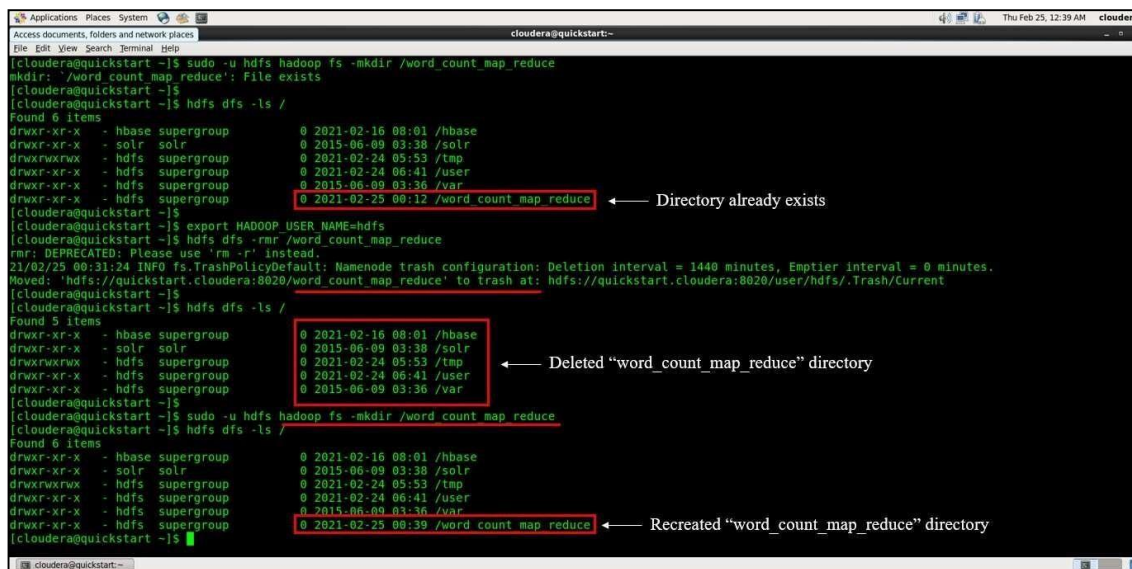 Applications Places System Thu Feb 25, 12:39 AM clouder
Access documents, folders and network places cloudera@quickstart:~
File Edit View Search Terminal Help
[cloudera@quickstart ~]$ sudo -u hdfs hadoop fs -mkdir /word_count_map_reduce
mkdir: `/word_count_map_reduce': File exists
[cloudera@quickstart ~]$
[cloudera@quickstart ~]$ hdfs dfs -ls /
Found 6 items
drwxr-xr-x - hbase supergroup 0 2021-02-16 08:01 /hbase
drwxr-xr-x - solr solr 0 2015-06-09 03:38 /solr
drwxrwxrwx - hdfs supergroup 0 2021-02-24 05:53 /tmp
drwxr-xr-x - hdfs supergroup 0 2021-02-24 06:41 /user
drwxr-xr-x - hdfs supergroup 0 2015-06-09 03:36 /var
drwxr-xr-x - hdfs supergroup 0 2021-02-25 00:12 /word_count_map_reduce Directory already exists
[cloudera@quickstart ~]$
[cloudera@quickstart ~]$ export HADOOP_USER_NAME=hdfs
[cloudera@quickstart ~]$ hdfs dfs -rmr /word_count_map_reduce
rmr: DEPRECATED: Please use 'rm -r' instead.
21/02/25 00:31:24 INFO fs.TrashPolicyDefault: Namenode trash configuration: Deletion interval = 1440 minutes, Emptier interval = 0 minutes.
Moved: 'hdfs://quickstart.cloudera:8020/word_count_map_reduce' to trash at: hdfs://quickstart.cloudera:8020/user/hdfs/.Trash/Current
[cloudera@quickstart ~]$
[cloudera@quickstart ~]$ hdfs dfs -ls /
Found 5 items
drwxr-xr-x - hbase supergroup 0 2021-02-16 08:01 /hbase
drwxr-xr-x - solr solr 0 2015-06-09 03:38 /solr
drwxrwxrwx - hdfs supergroup 0 2021-02-24 05:53 /tmp Deleted “word_count_map_reduce” directory
drwxr-xr-x - hdfs supergroup 0 2021-02-24 06:41 /user
drwxr-xr-x - hdfs supergroup 0 2015-06-09 03:36 /var
[cloudera@quickstart ~]$
[cloudera@quickstart ~]$ sudo -u hdfs hadoop fs -mkdir /word_count_map_reduce
[cloudera@quickstart ~]$ hdfs dfs -ls /
Found 6 items
drwxr-xr-x - hbase supergroup 0 2021-02-16 08:01 /hbase
drwxr-xr-x - solr solr 0 2015-06-09 03:38 /solr
drwxrwxrwx - hdfs supergroup 0 2021-02-24 05:53 /tmp
drwxr-xr-x - hdfs supergroup 0 2021-02-24 06:41 /user
drwxr-xr-x - hdfs supergroup 0 2015-06-09 03:36 /var
drwxr-xr-x - hdfs supergroup 0 2021-02-25 00:39 /word_count_map_reduce Recreated “word_count_map_reduce” directory
[cloudera@quickstart ~]$
cloudera@quickstart:~